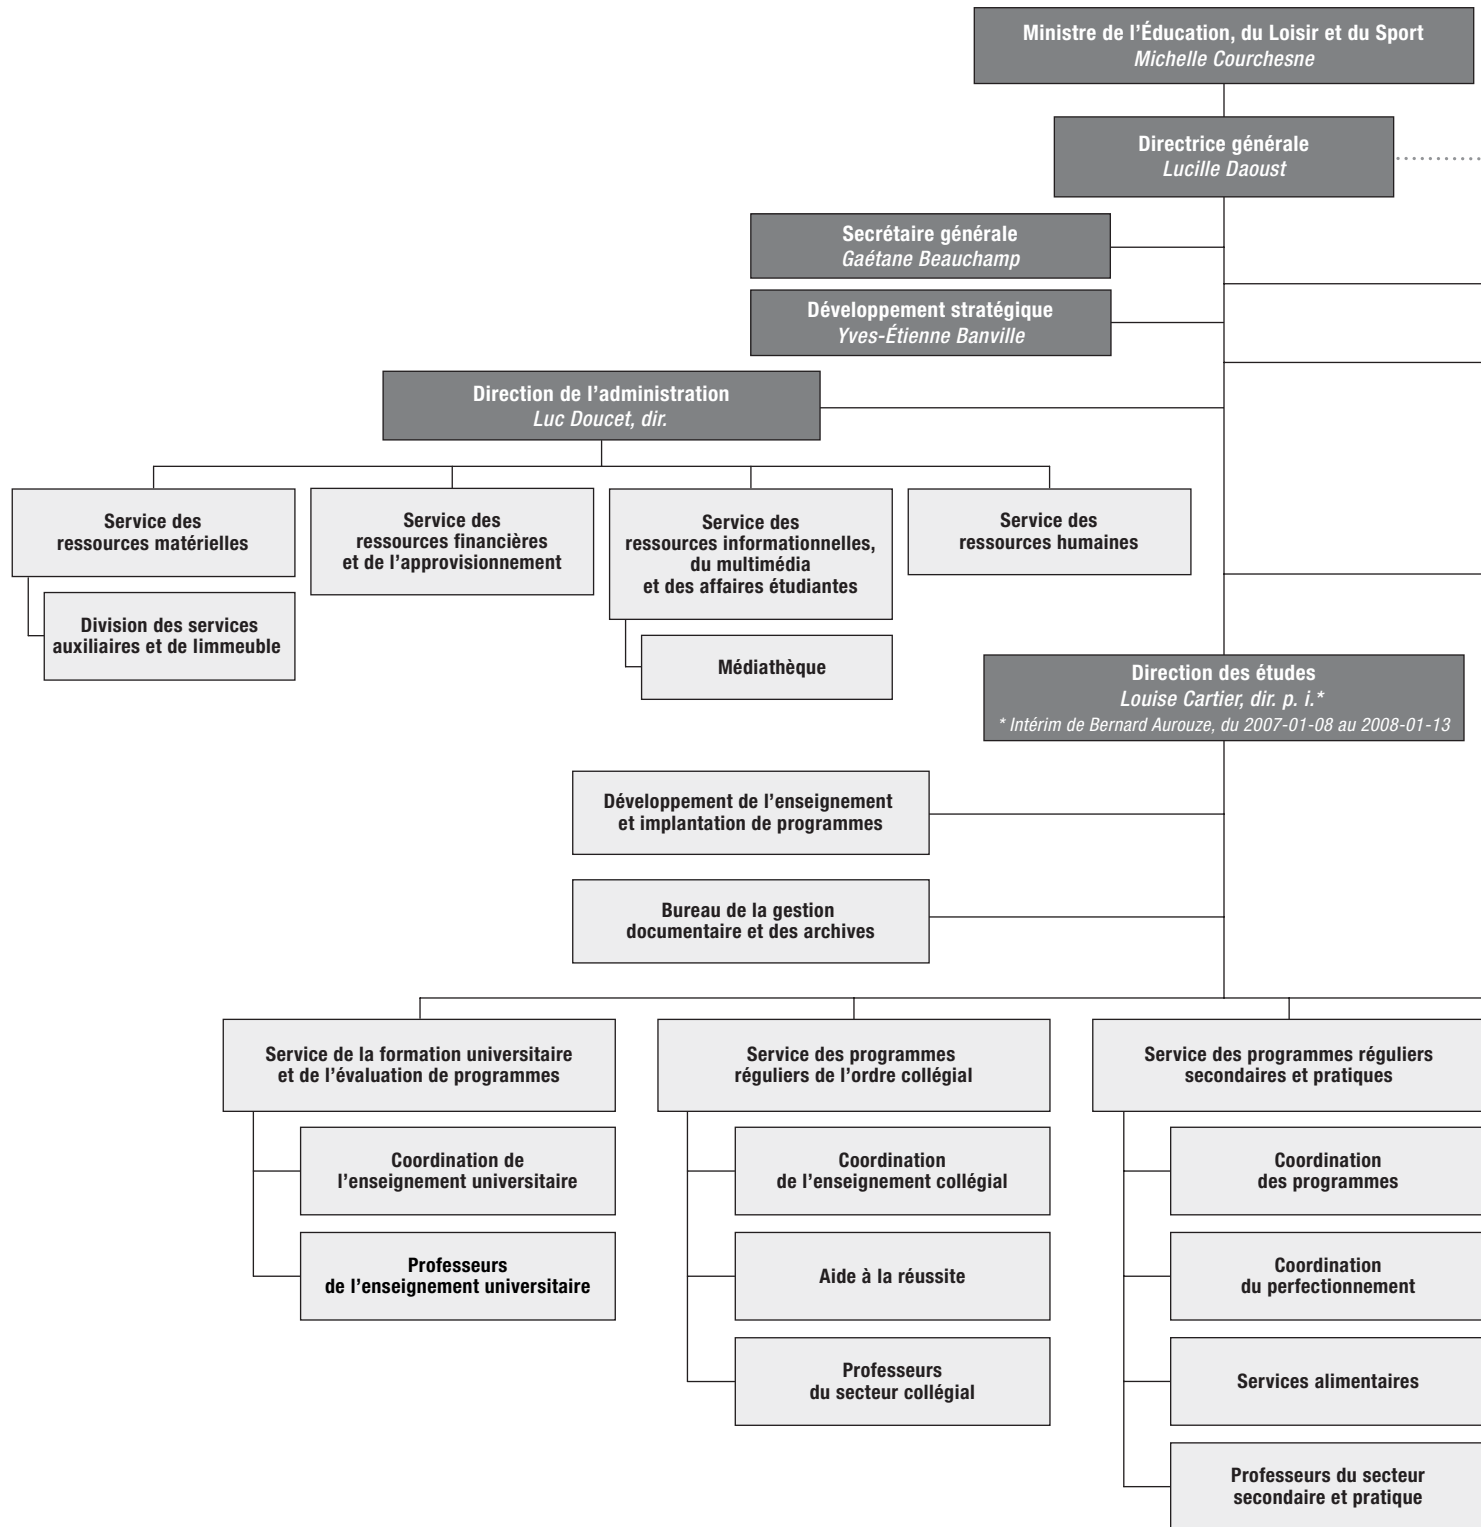 Ministre de l'Éducation, du Loisir et du Sport
Michelle Courchesne
Directrice générale
Lucille Daoust
Secrétaire générale
Gaétane Beauchamp
Développement stratégique
Yves-Étienne Banville
Direction de l'administration
Luc Doucet, dir.
Service des
ressources matérielles
Service des
ressources financières
et de l'approvisionnement
Service des
ressources informationnelles,
du multimédia
et des affaires étudiantes
Service des
ressources humaines
Division des services
auxiliaires et de limmeuble
Médiathèque
Direction des études
Louise Cartier, dir. p. i.*
* Intérim de Bernard Aurouze, du 2007-01-08 au 2008-01-13
Développement de l'enseignement
et implantation de programmes
Bureau de la gestion
documentaire et des archives
Service de la formation universitaire
et de l'évaluation de programmes
Coordination de
l'enseignement universitaire
Professeurs
de l'enseignement universitaire
Service des programmes
réguliers de l'ordre collégial
Coordination
de l'enseignement collégial
Aide à la réussite
Professeurs
du secteur collégial
Service des programmes réguliers
secondaires et pratiques
Coordination
des programmes
Coordination
du perfectionnement
Services alimentaires
Professeurs du secteur
secondaire et pratique